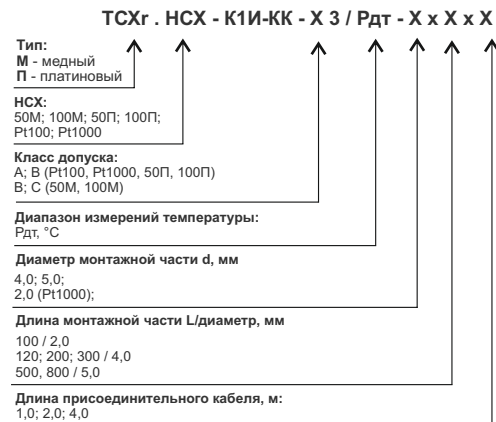 ТСХr . НСХ - К1И-КК - Х 3 / Рдт - Х х Х х Х
Тип:
М - медный
П - платиновый
НСХ:
50М; 100М; 50П; 100П;
Pt100; Pt1000
Класс допуска:
А; В (Pt100, Pt1000, 50П, 100П)
В; С (50М, 100М)
Диапазон измерений температуры:
Рдт, °С
Диаметр монтажной части d, мм
4,0; 5,0;
2,0 (Pt1000);
Длина монтажной части L/диаметр, мм
100 / 2,0
120; 200; 300 / 4,0
500, 800 / 5,0
Длина присоединительного кабеля, м:
1,0; 2,0; 4,0